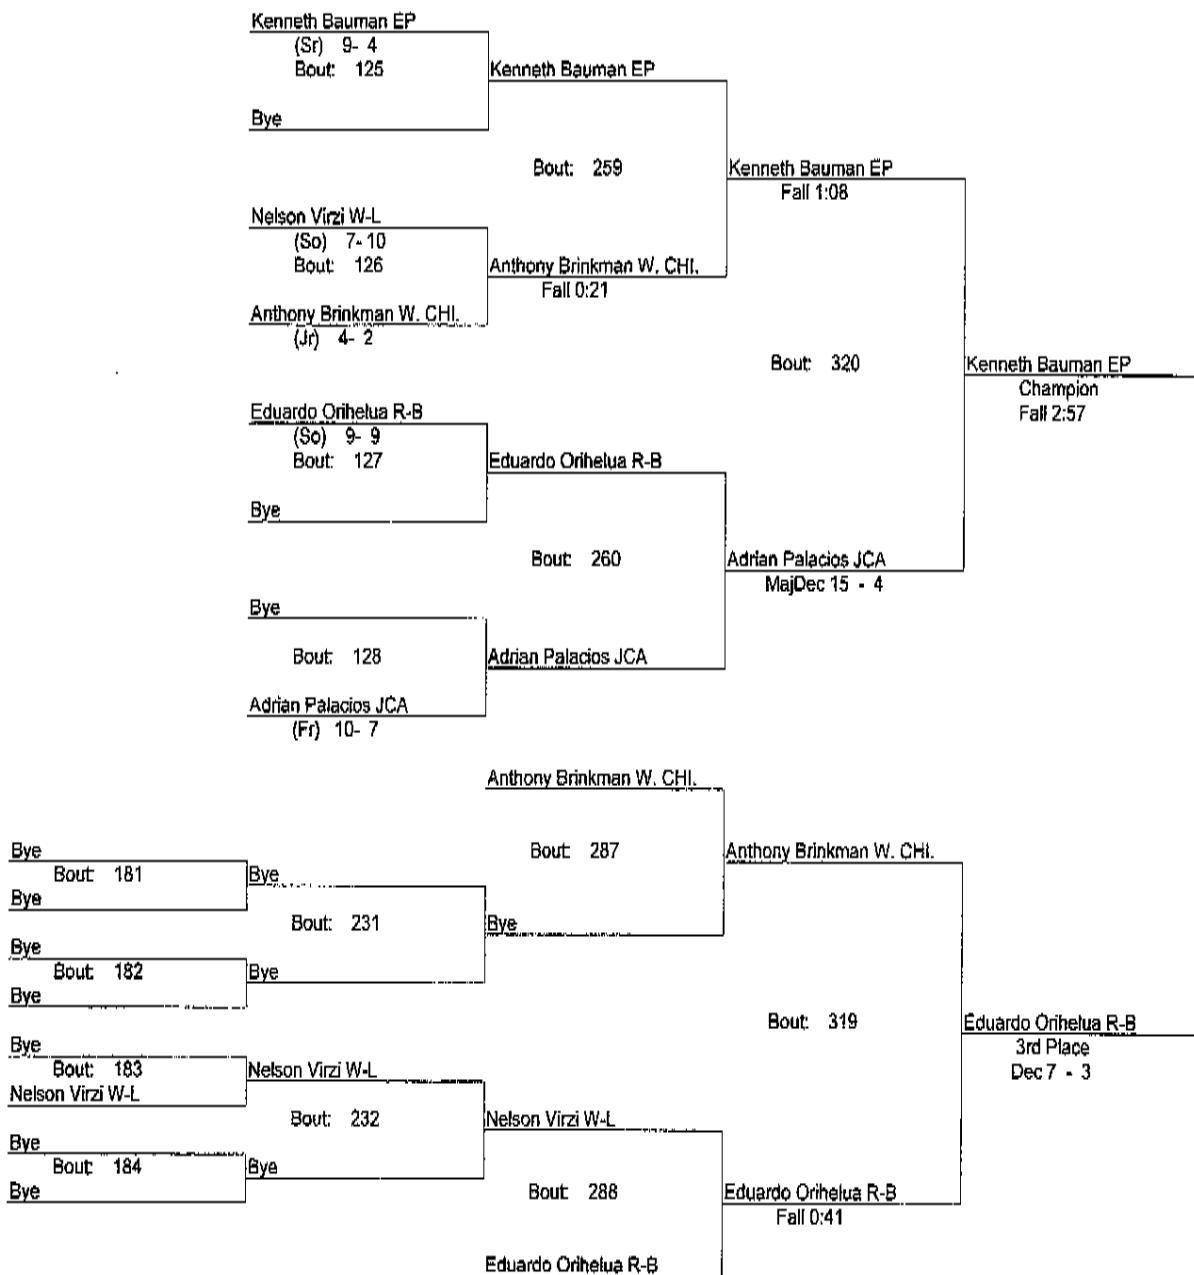 Kenneth Bauman EP
(Sr) 9- 4
Bout: 125
Kenneth Bauman EP
Bye
Bout: 259
Kenneth Bauman EP
Fall 1:08
Nelson Virzi W-L
(So) 7- 10
Bout: 126
Anthony Brinkman W. CHI.
Fall 0:21
Anthony Brinkman W. CHI.
(Jr) 4- 2
Bout: 320
Kenneth Bauman EP
Champion
Fall 2:57
Eduardo Orihelua R-B
(So) 9- 9
Bout: 127
Eduardo Orihelua R-B
Bye
Bout: 260
Adrian Palacios JCA
MajDec 15 - 4
Bye
Bout: 128
Adrian Palacios JCA
Adrian Palacios JCA
(Fr) 10- 7
Anthony Brinkman W. CHI.
Bout: 287
Anthony Brinkman W. CHI.
Bye
Bout: 181
Bye
Bye
Bout: 231
Bye
Bye
Bout: 182
Bye
Bye
Bout: 319
Eduardo Orihelua R-B
3rd Place
Dec 7 - 3
Bye
Bout: 183
Nelson Virzi W-L
Nelson Virzi W-L
Bout: 232
Nelson Virzi W-L
Bye
Bout: 184
Bye
Bye
Bout: 288
Eduardo Orihelua R-B
Fall 0:41
Eduardo Orihelua R-B